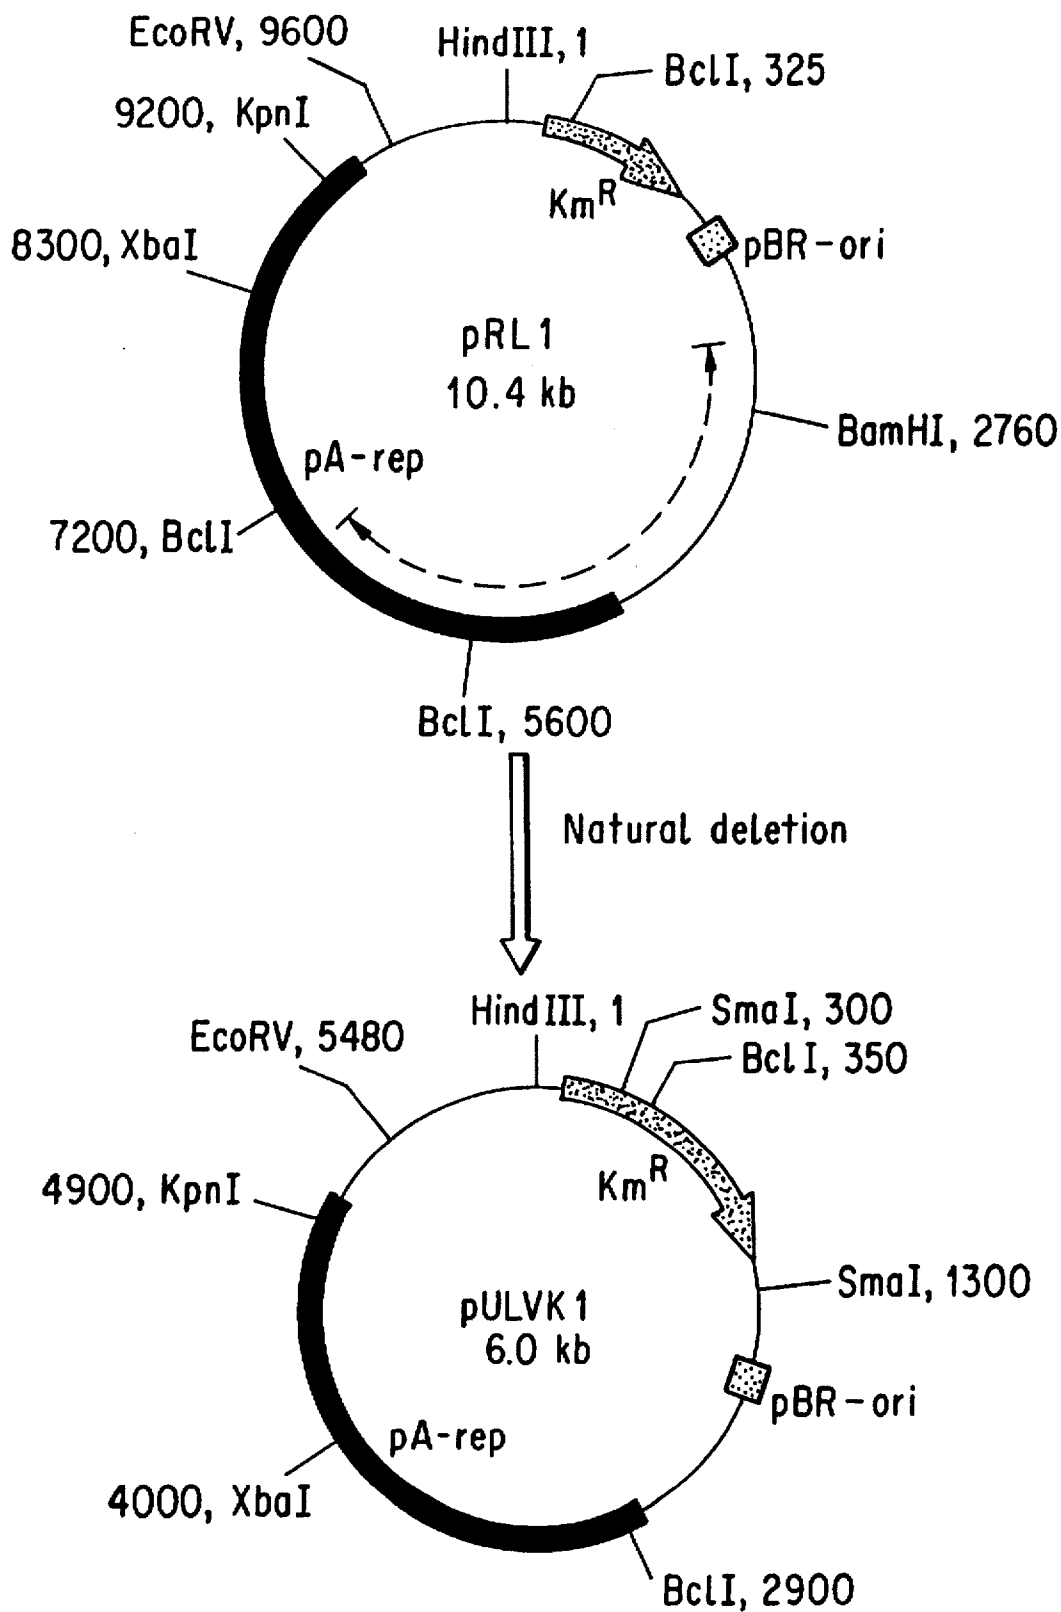 EcoRV, 9600
HindIII, 1
BclI, 325
9200, KpnI
KmR
8300, XbaI
pBR-ori
pRL1
10.4 kb
BamHI, 2760
pA-rep
7200, BclI
BclI, 5600
Natural deletion
HindIII, 1
SmaI, 300
EcoRV, 5480
BclI, 350
4900, KpnI
KmR
SmaI, 1300
pULVK1
6.0 kb
pBR-ori
pA-rep
4000, XbaI
BclI, 2900